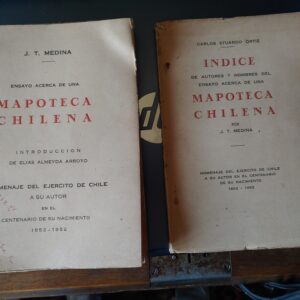 J. T. MEDINA
ENSAYO ACERCA DE UNA
MAPOTECA
CHILENA
INTRODUCCION
DE ELIAS ALMEYDA ARROYO
HOMENAJE DEL EJERCITO DE CHILE
A SU AUTOR
EN EL
CENTENARIO DE SU NACIMIENTO
1852 - 1952
CARLOS STUARDO ORTIZ
INDICE
DE AUTORES Y NOMBRES DEL
ENSAYO ACERCA DE UNA
MAPOTECA
CHILENA
POR
J. T. MEDINA
HOMENAJE DEL EJERCITO DE CHILE
A SU AUTOR EN EL CENTENARIO
DE SU NACIMIENTO
1852 - 1952
hp